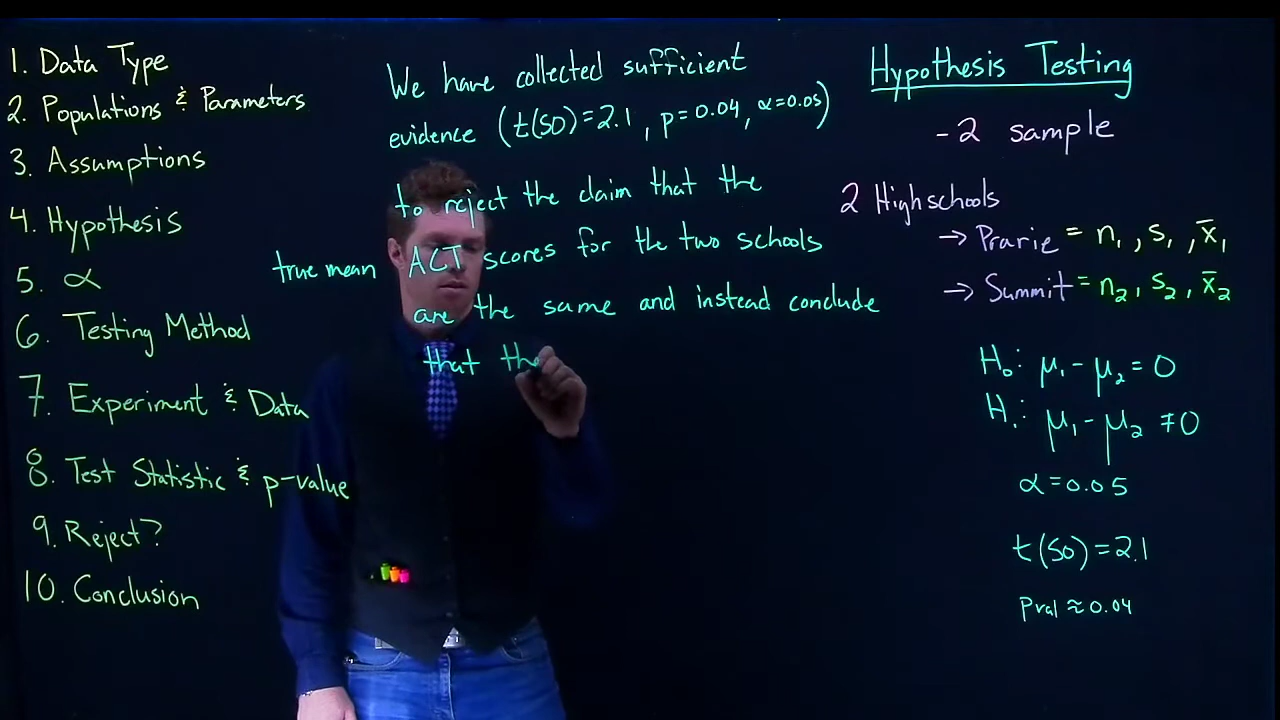 1. Data Type
2. Populations & Parameters
3. Assumptions
4. Hypothesis
5. α
6. Testing Method
7. Experiment & Data
8. Test Statistic & p-value
9. Reject?
10. Conclusion
We have collected sufficient
evidence (t(50)=2.1, p=0.04, α=0.05)
to reject the claim that the
true mean ACT scores for the two schools
are the same and instead conclude
that the
Hypothesis Testing
- 2 sample
2 Highschools
→ Prarie = n₁, s₁, x̄₁
→ Summit = n₂, s₂, x̄₂
H₀: μ₁ - μ₂ = 0
H₁: μ₁ - μ₂ ≠ 0
α = 0.05
t(50) = 2.1
Pval ≈ 0.04